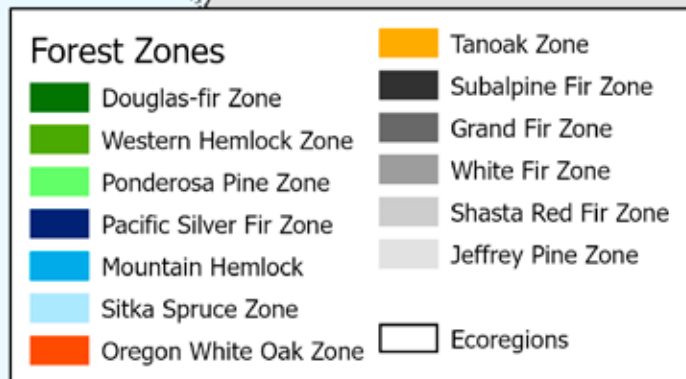 Forest Zones
Douglas-fir Zone
Western Hemlock Zone
Ponderosa Pine Zone
Pacific Silver Fir Zone
Mountain Hemlock
Sitka Spruce Zone
Oregon White Oak Zone
Tanoak Zone
Subalpine Fir Zone
Grand Fir Zone
White Fir Zone
Shasta Red Fir Zone
Jeffrey Pine Zone
Ecoregions